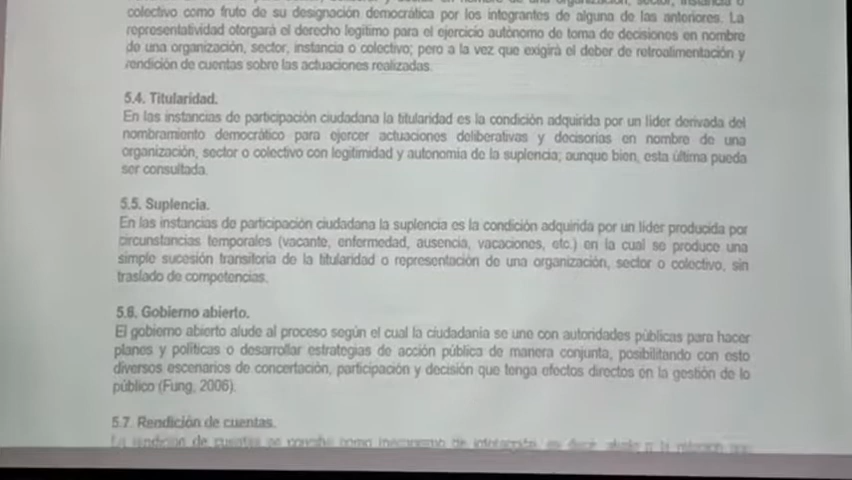 colectivo como fruto de su designación democrática por los integrantes de alguna de las anteriores. La
representatividad otorgará el derecho legítimo para el ejercicio autónomo de toma de decisiones en nombre
de una organización, sector, instancia o colectivo; pero a la vez que exigirá el deber de retroalimentación y
rendición de cuentas sobre las actuaciones realizadas.
5.4. Titularidad.
En las instancias de participación ciudadana la titularidad es la condición adquirida por un líder derivada del
nombramiento democrático para ejercer actuaciones deliberativas y decisorias en nombre de una
organización, sector o colectivo con legitimidad y autonomía de la suplencia; aunque bien, esta última pueda
ser consultada.
5.5. Suplencia.
En las instancias de participación ciudadana la suplencia es la condición adquirida por un líder producida por
circunstancias temporales (vacante, enfermedad, ausencia, vacaciones, etc.) en la cual se produce una
simple sucesión transitoria de la titularidad o representación de una organización, sector o colectivo, sin
traslado de competencias.
5.6. Gobierno abierto.
El gobierno abierto alude al proceso según el cual la ciudadanía se une con autoridades públicas para hacer
planes y políticas o desarrollar estrategias de acción pública de manera conjunta, posibilitando con esto
diversos escenarios de concertación, participación y decisión que tenga efectos directos en la gestión de lo
público (Fung, 2006).
5.7. Rendición de cuentas.
La rendición de cuentas se concibe como mecanismo de